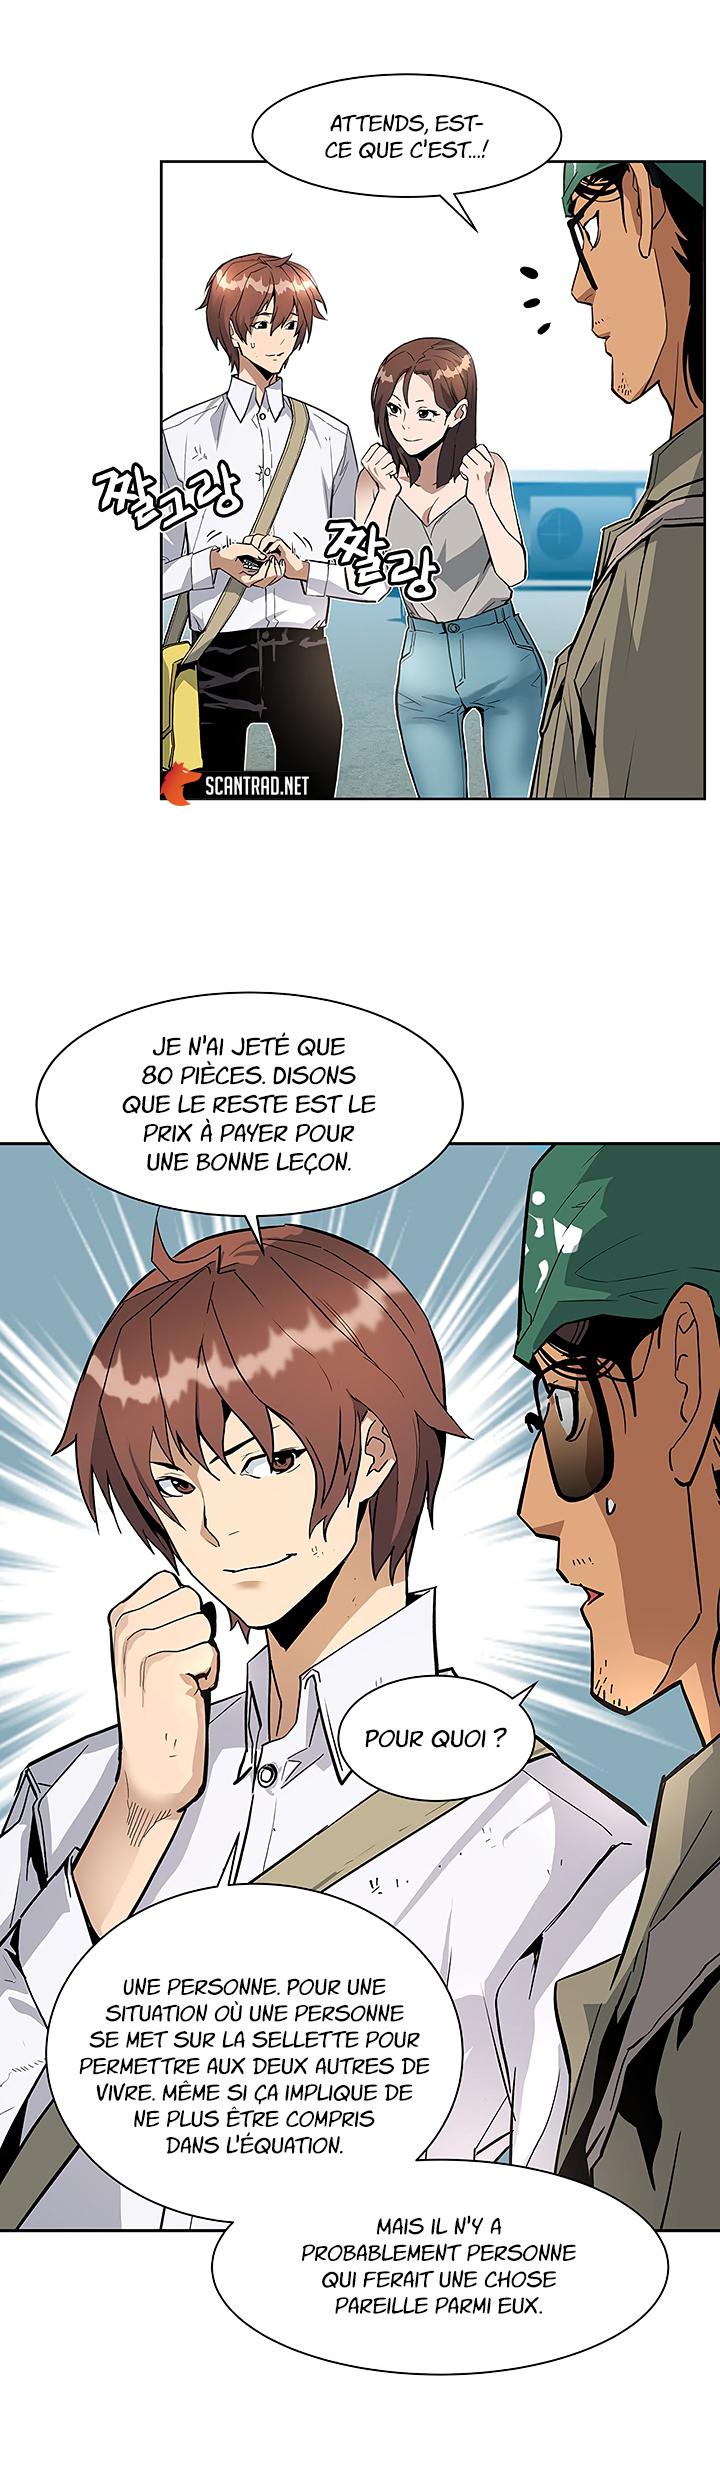 ATTENDS, EST-
CE QUE C'EST...!
짤그랑
짤랑
SCANTRAD.NET
JE N'AI JETÉ QUE
80 PIÈCES. DISONS
QUE LE RESTE EST LE
PRIX À PAYER POUR
UNE BONNE LEÇON.
POUR QUOI ?
UNE PERSONNE. POUR UNE
SITUATION OÙ UNE PERSONNE
SE MET SUR LA SELLETTE POUR
PERMETTRE AUX DEUX AUTRES DE
VIVRE. MÊME SI ÇA IMPLIQUE DE
NE PLUS ÊTRE COMPRIS
DANS L'ÉQUATION.
MAIS IL N'Y A
PROBABLEMENT PERSONNE
QUI FERAIT UNE CHOSE
PAREILLE PARMI EUX.